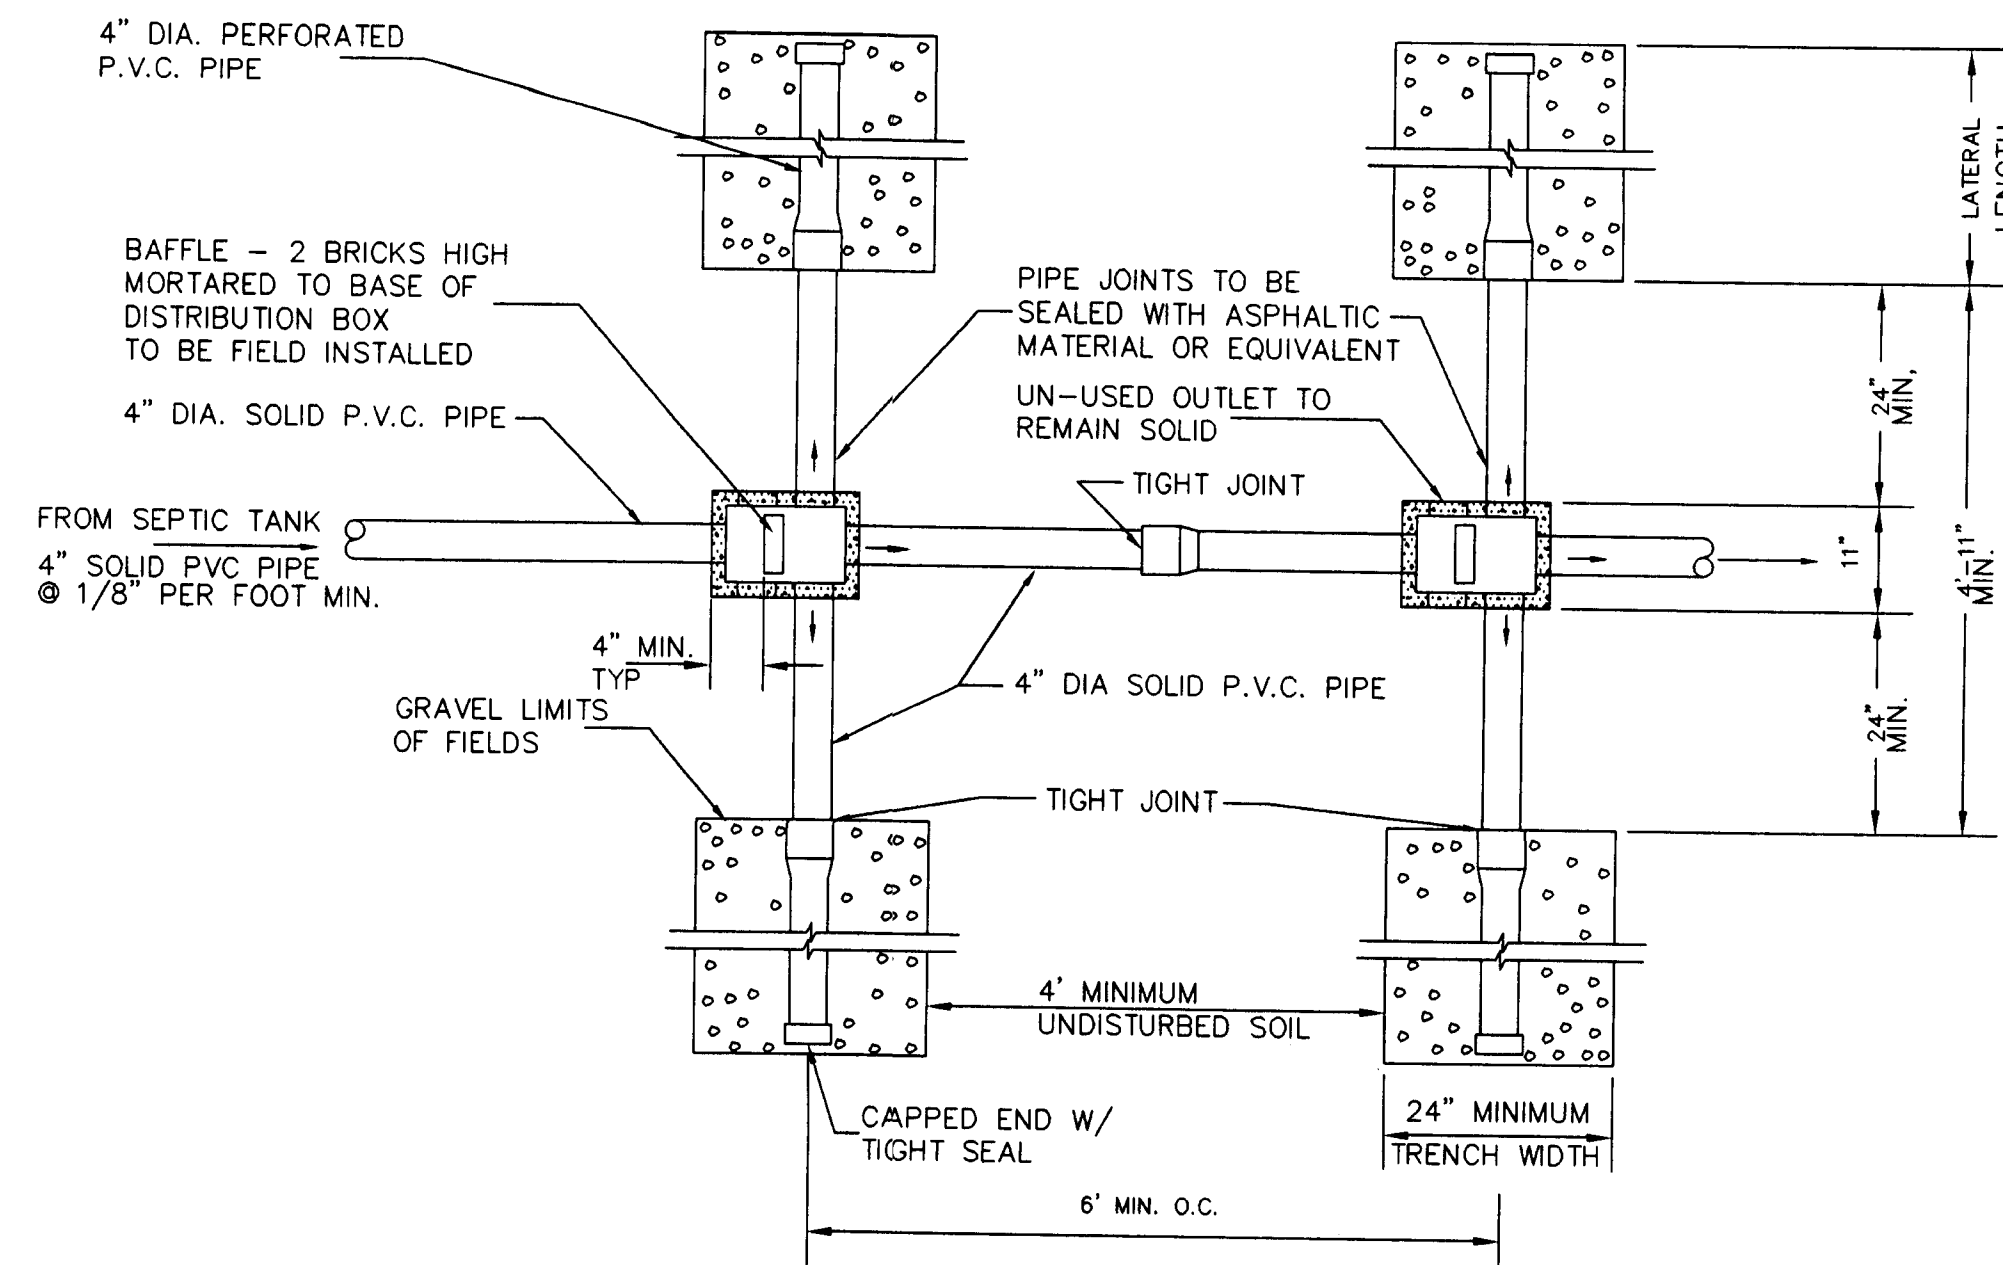 4" DIA. PERFORATED
P.V.C. PIPE
BAFFLE - 2 BRICKS HIGH
MORTARED TO BASE OF
DISTRIBUTION BOX
TO BE FIELD INSTALLED
4" DIA. SOLID P.V.C. PIPE
FROM SEPTIC TANK
4" SOLID PVC PIPE
@ 1/8" PER FOOT MIN.
4" MIN.
TYP
GRAVEL LIMITS
OF FIELDS
PIPE JOINTS TO BE
SEALED WITH ASPHALTIC
MATERIAL OR EQUIVALENT
UN-USED OUTLET TO
REMAIN SOLID
TIGHT JOINT
4" DIA SOLID P.V.C. PIPE
TIGHT JOINT
4' MINIMUM
UNDISTURBED SOIL
CAPPED END W/
TIGHT SEAL
24" MINIMUM
TRENCH WIDTH
6' MIN. O.C.
LATERAL
LENGTH
24"
MIN,
11"
4'-11"
MIN.
24"
MIN.